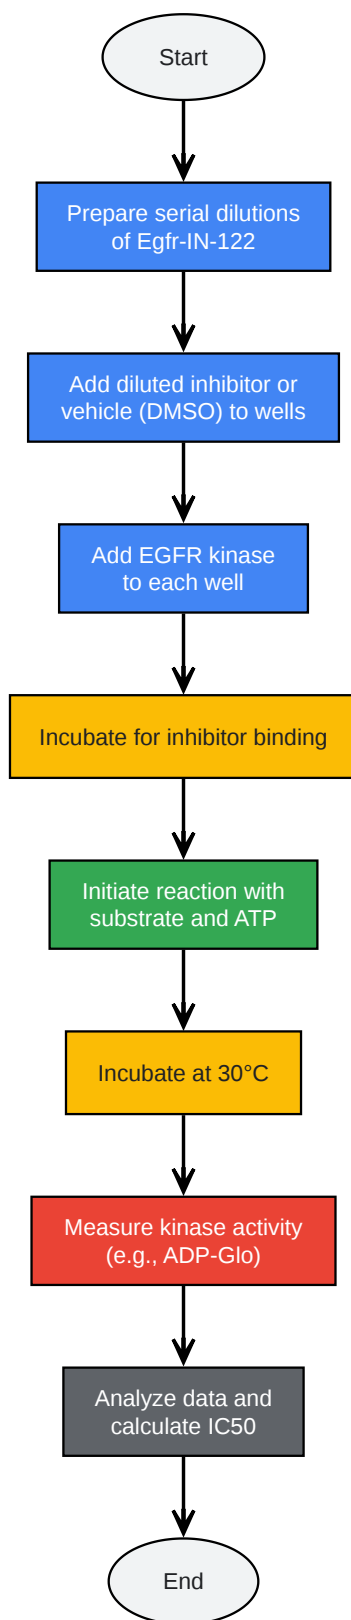 Start
Prepare serial dilutions
of Egfr-IN-122
Add diluted inhibitor or
vehicle (DMSO) to wells
Add EGFR kinase
to each well
Incubate for inhibitor binding
Initiate reaction with
substrate and ATP
Incubate at 30°C
Measure kinase activity
(e.g., ADP-Glo)
Analyze data and
calculate IC50
End